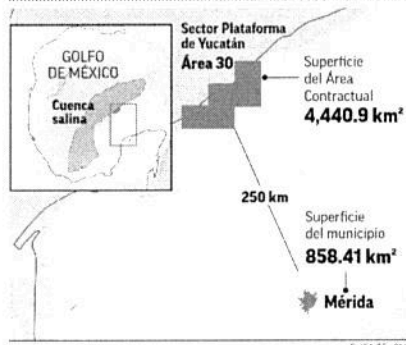 GOLFO
DE MÉXICO
Cuenca
salina
Sector Plataforma
de Yucatán
Área 30
Superficie
del Área
Contractual
4,440.9 km²
250 km
Superficie
del municipio
858.41 km²
Mérida